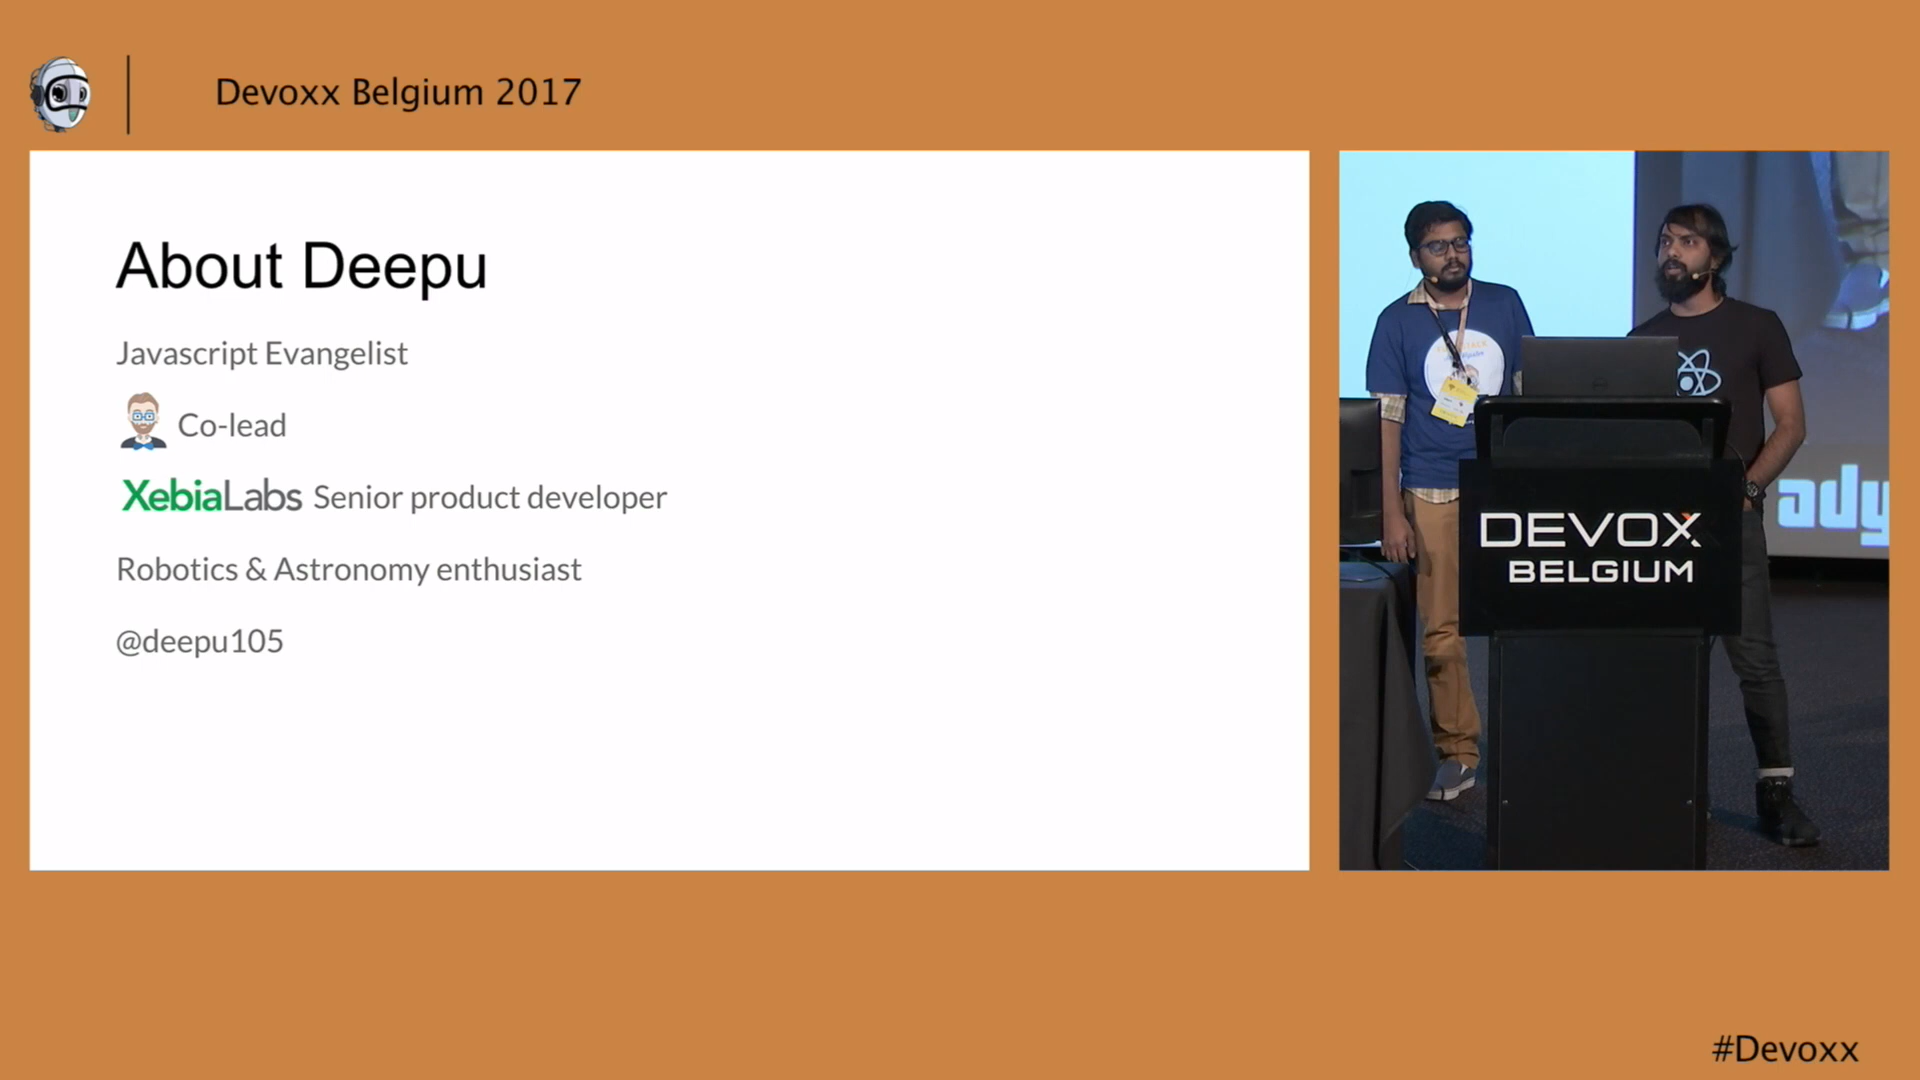 Devoxx Belgium 2017
About Deepu
Javascript Evangelist
Co-lead
XebiaLabs Senior product developer
Robotics & Astronomy enthusiast
@deepu105
ady
DEVOXX
BELGIUM
#Devoxx